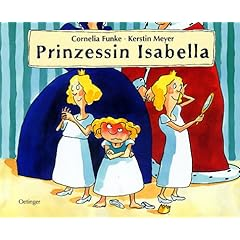 Cornelia Funke · Kerstin Meyer
Prinzessin Isabella
Oetinger